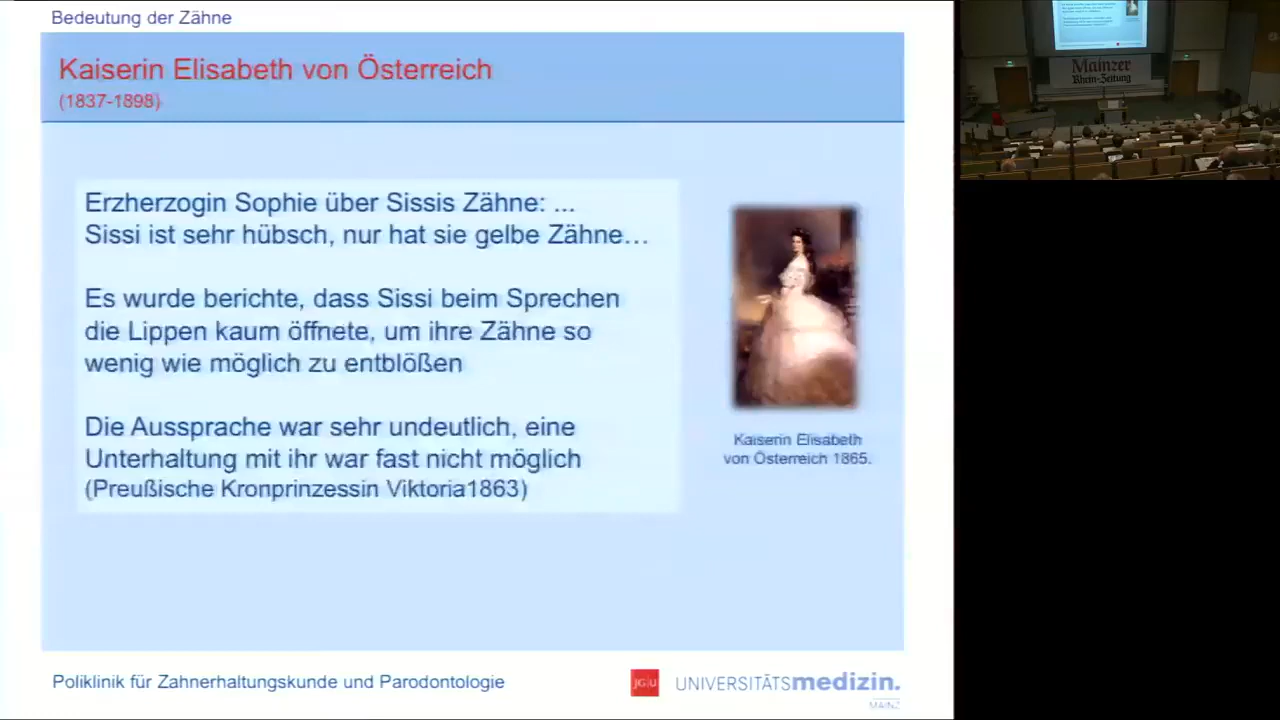 Bedeutung der Zähne
Kaiserin Elisabeth von Österreich
(1837-1898)
Erzherzogin Sophie über Sissis Zähne: ...
Sissi ist sehr hübsch, nur hat sie gelbe Zähne…
Es wurde berichte, dass Sissi beim Sprechen
die Lippen kaum öffnete, um ihre Zähne so
wenig wie möglich zu entblößen
Die Aussprache war sehr undeutlich, eine
Unterhaltung mit ihr war fast nicht möglich
(Preußische Kronprinzessin Viktoria1863)
Kaiserin Elisabeth
von Österreich 1865.
Poliklinik für Zahnerhaltungskunde und Parodontologie
JG|U UNIVERSITÄTSmedizin.
MAINZ
Mainzer
Rhein-Zeitung